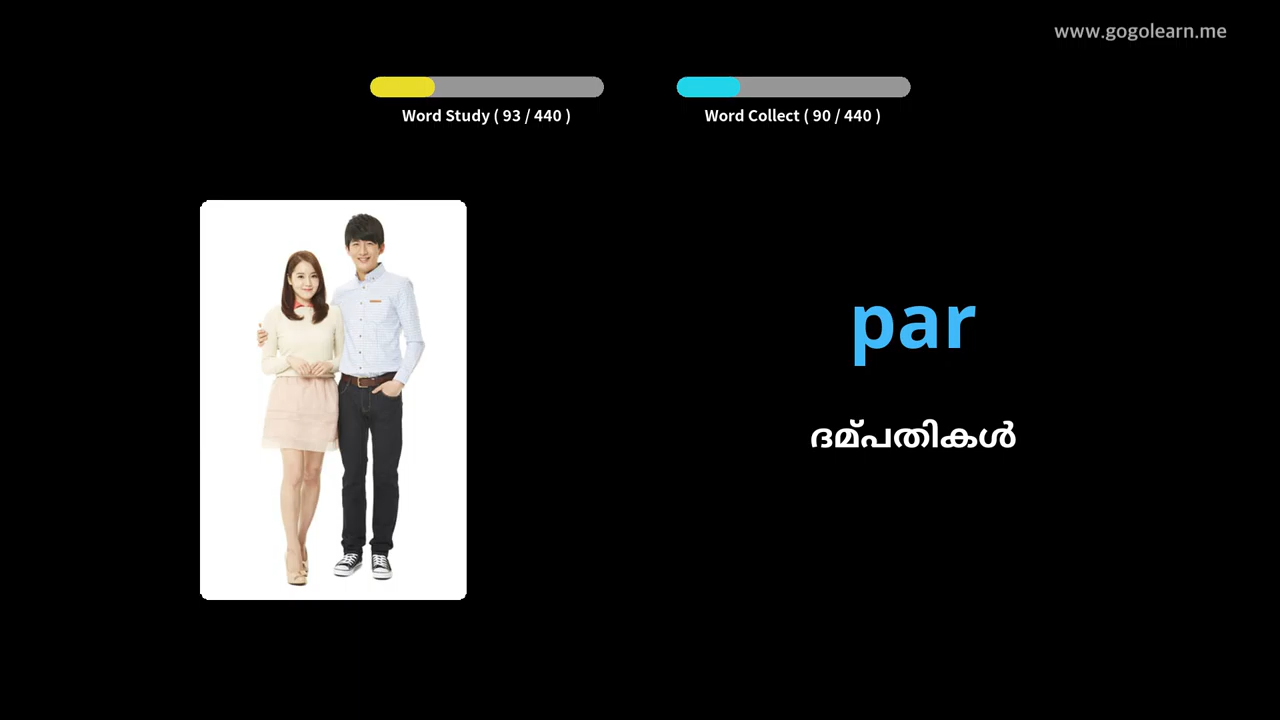 www.gogolearn.me
Word Study ( 93 / 440 )
Word Collect ( 90 / 440 )
par
ദമ്പതികൾ